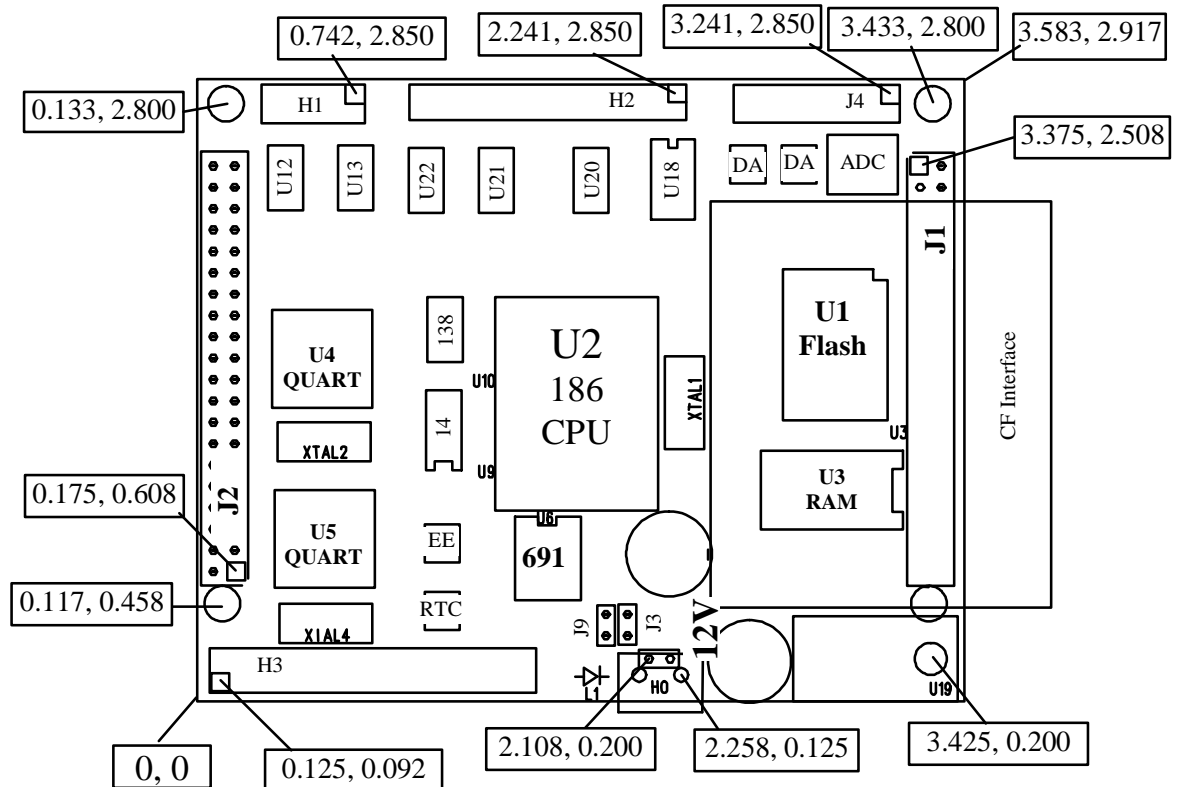 0.742, 2.850
2.241, 2.850
3.241, 2.850
3.433, 2.800
3.583, 2.917
0.133, 2.800
H1
H2
J4
3.375, 2.508
U12
U13
U22
U21
U20
U18
DA
DA
ADC
J1
U1
Flash
138
U2
186
CPU
U4
QUART
U10
XTAL1
CF Interface
14
U3
XTAL2
U9
U3
RAM
0.175, 0.608
J2
U5
QUART
U6
691
EE
0.117, 0.458
RTC
J9
J3
12V
XIAL4
H3
L1
H0
U19
2.108, 0.200
2.258, 0.125
3.425, 0.200
0, 0
0.125, 0.092